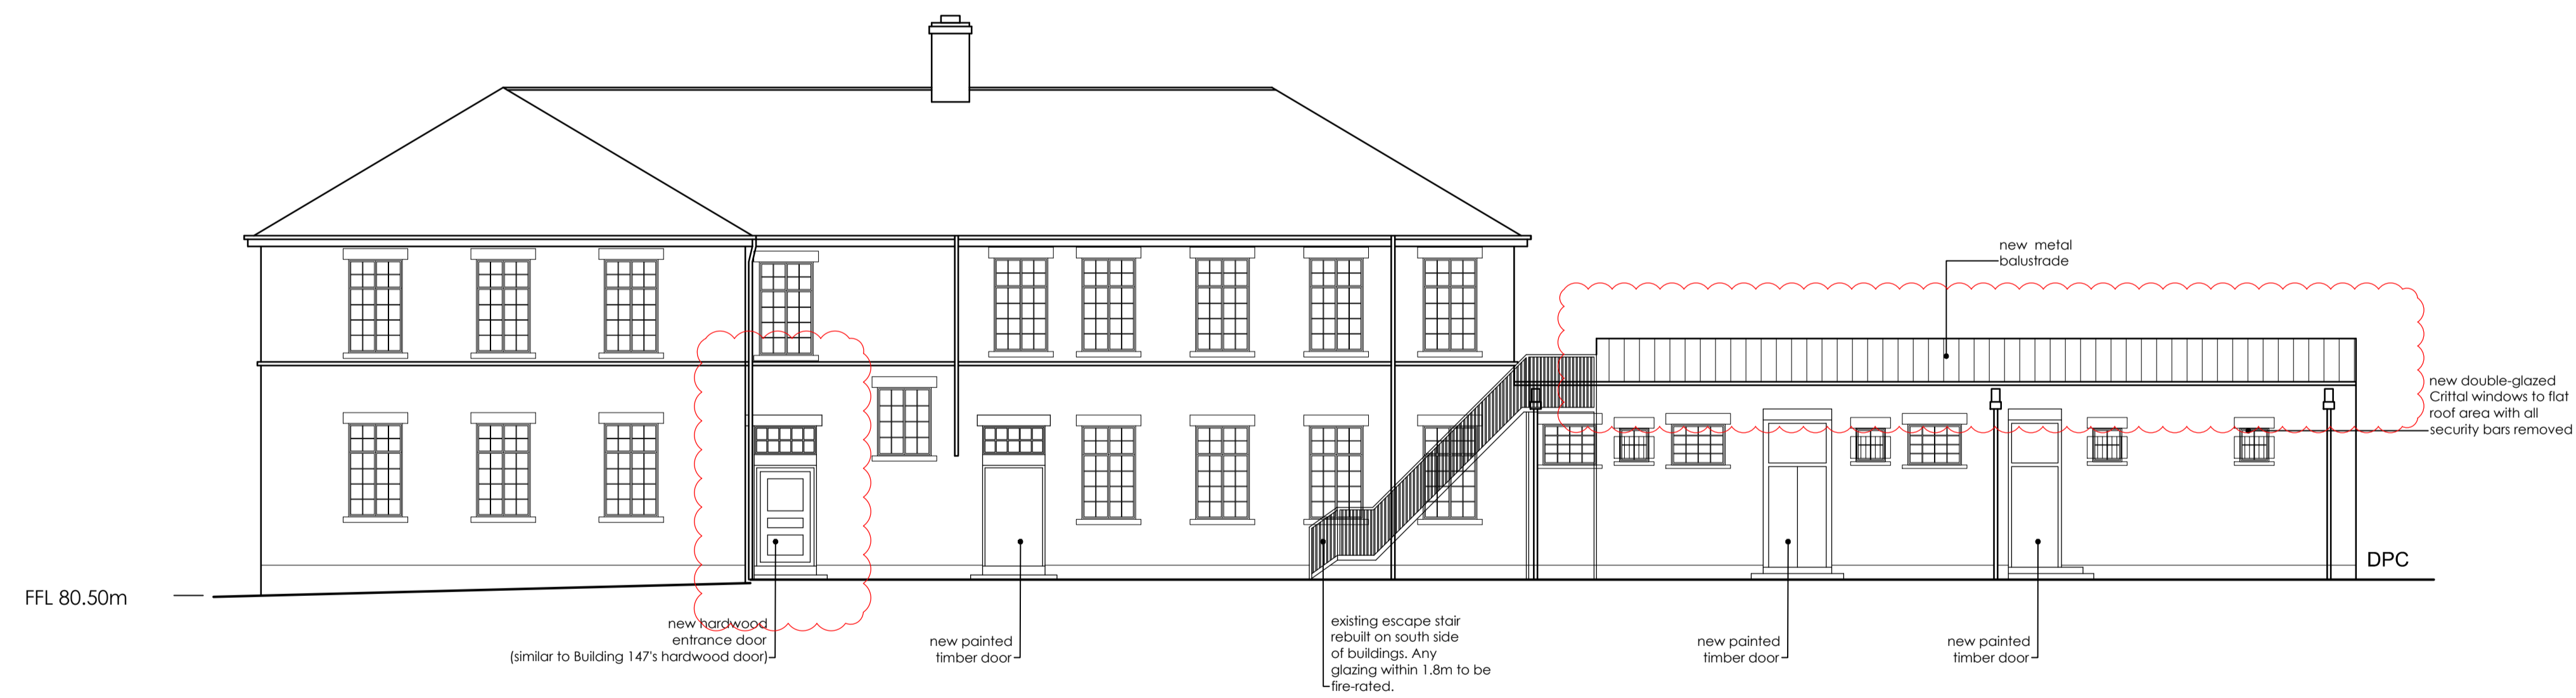 new  metal
balustrade
new double-glazed
Crittal windows to flat
roof area with all
security bars removed
DPC
FFL 80.50m
new hardwood
entrance door
(similar to Building 147's hardwood door)
new painted
timber door
existing escape stair
rebuilt on south side
of buildings. Any
glazing within 1.8m to be
fire-rated.
new painted
timber door
new painted
timber door